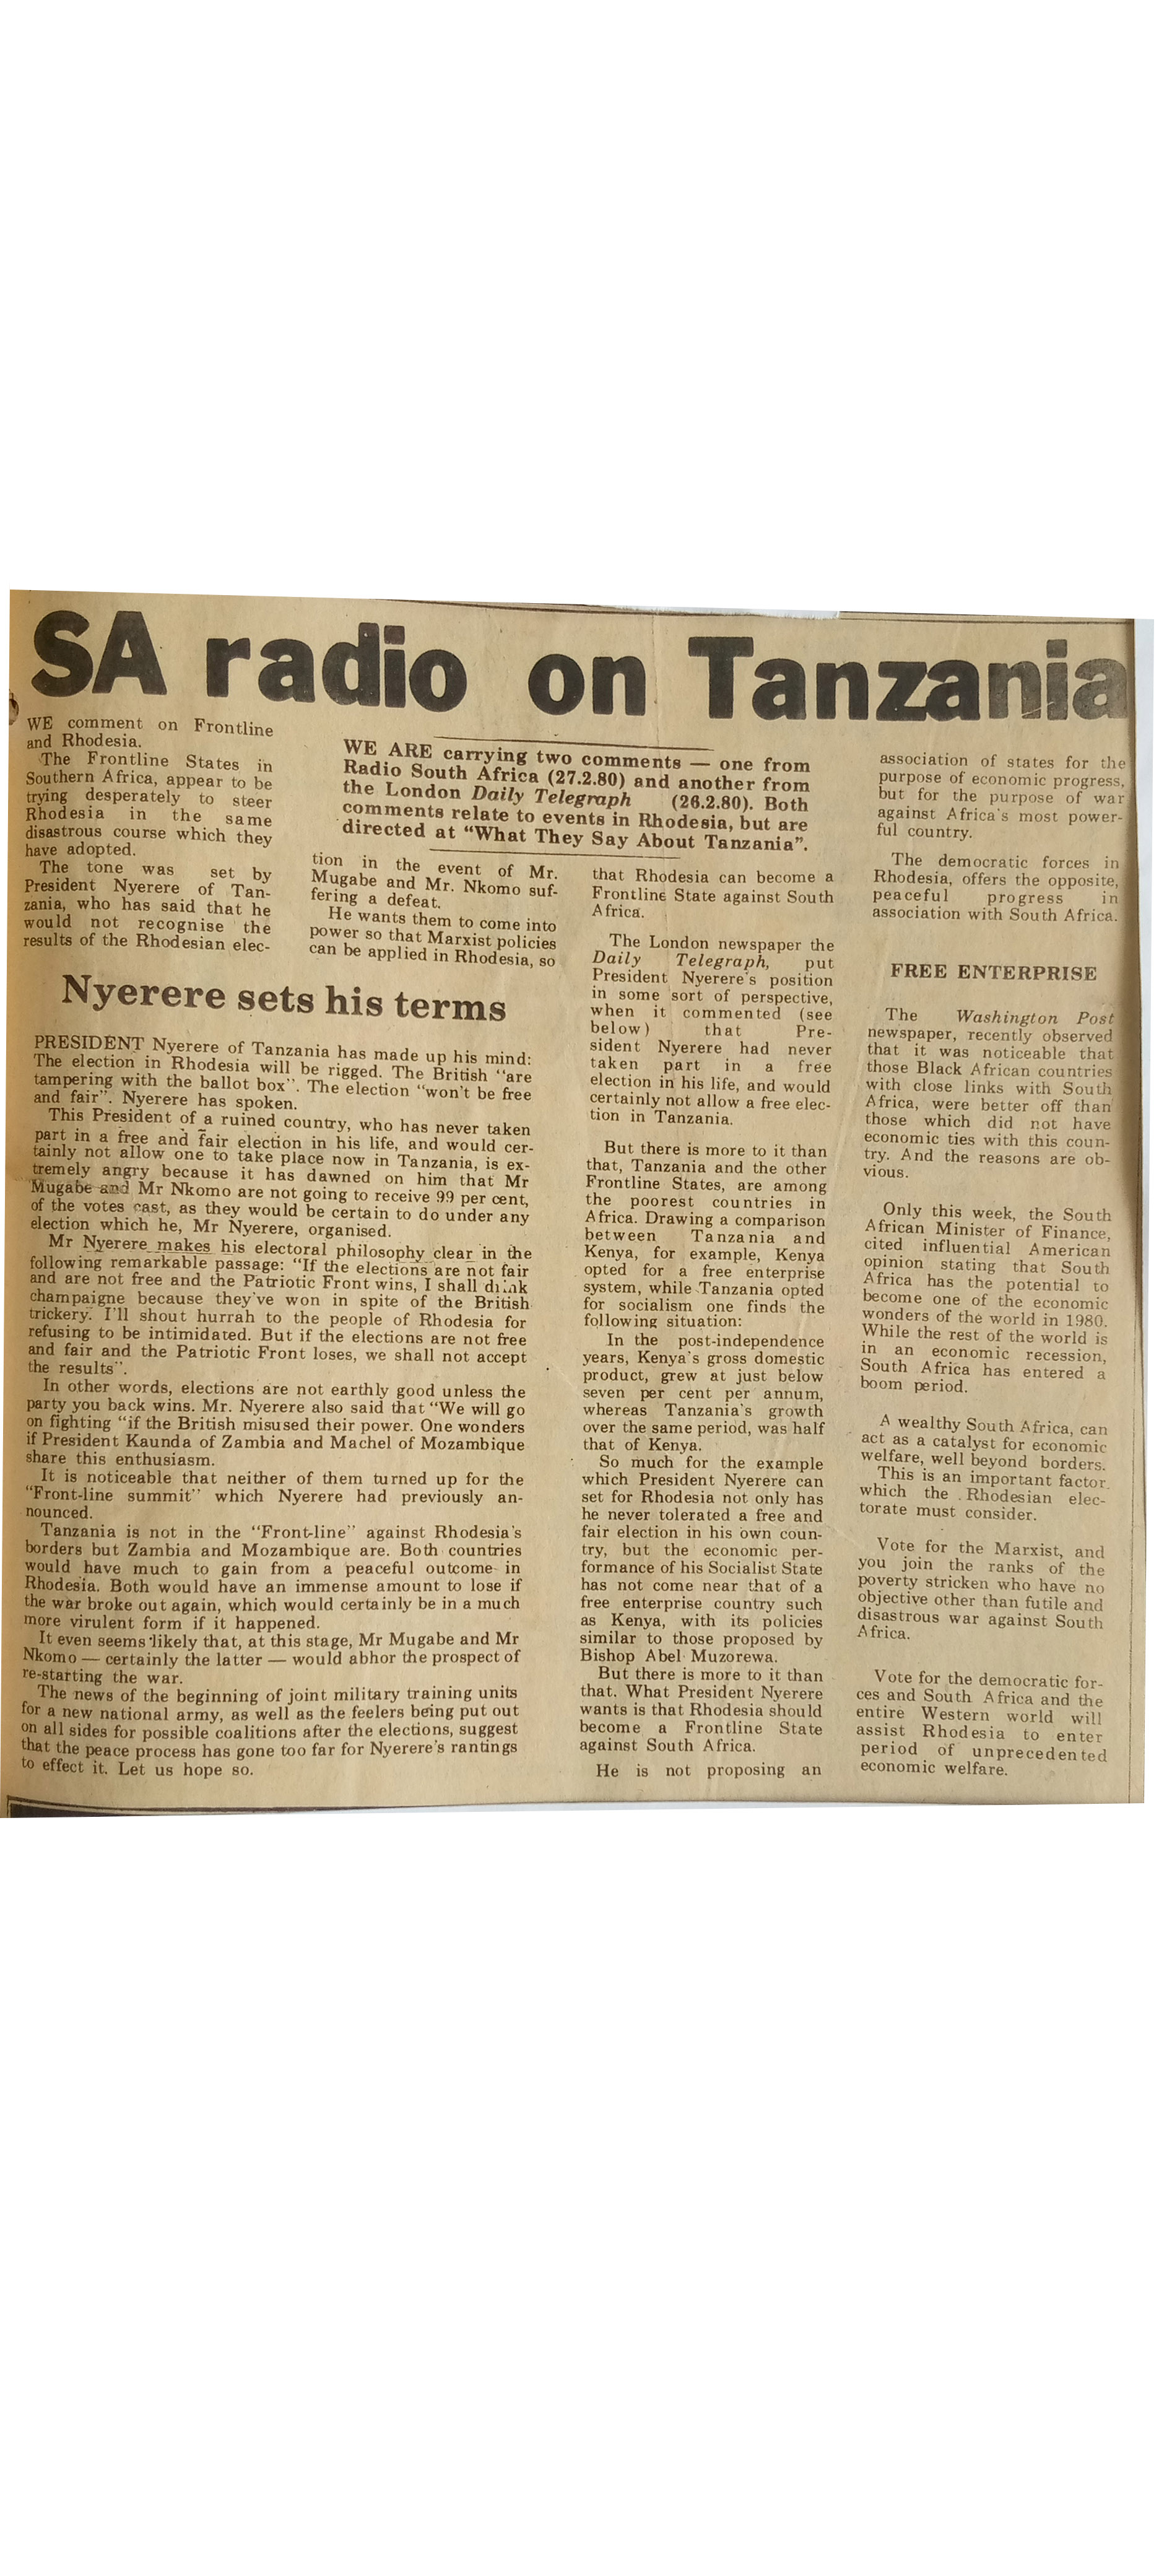 SA radio on Tanzania
WE ARE carrying two comments — one from
Radio South Africa (27.2.80) and another from
the London Daily Telegraph (26.2.80). Both
comments relate to events in Rhodesia, but are
directed at “What They Say About Tanzania”.
WE comment on Frontline
and Rhodesia.
The Frontline States in
Southern Africa, appear to be
trying desperately to steer
Rhodesia in the same
disastrous course which they
have adopted.
The tone was set by
President Nyerere of Tan-
zania, who has said that he
would not recognise the
results of the Rhodesian elec-
tion in the event of Mr.
Mugabe and Mr. Nkomo suf-
fering a defeat.
He wants them to come into
power so that Marxist policies
can be applied in Rhodesia, so
that Rhodesia can become a
Frontline State against South
Africa.
The London newspaper the
Daily Telegraph, put
President Nyerere's position
in some sort of perspective,
when it commented (see
below) that Pre-
sident Nyerere had never
taken part in a free
election in his life, and would
certainly not allow a free elec-
tion in Tanzania.
But there is more to it than
that, Tanzania and the other
Frontline States, are among
the poorest countries in
Africa. Drawing a comparison
between Tanzania and
Kenya, for example, Kenya
opted for a free enterprise
system, while Tanzania opted
for socialism one finds the
following situation:
In the post-independence
years, Kenya's gross domestic
product, grew at just below
seven per cent per annum,
whereas Tanzania's growth
over the same period, was half
that of Kenya.
So much for the example
which President Nyerere can
set for Rhodesia not only has
he never tolerated a free and
fair election in his own coun-
try, but the economic per-
formance of his Socialist State
has not come near that of a
free enterprise country such
as Kenya, with its policies
similar to those proposed by
Bishop Abel Muzorewa.
But there is more to it than
that. What President Nyerere
wants is that Rhodesia should
become a Frontline State
against South Africa.
He is not proposing an
association of states for the
purpose of economic progress,
but for the purpose of war
against Africa's most power-
ful country.
The democratic forces in
Rhodesia, offers the opposite,
peaceful progress in
association with South Africa.
FREE ENTERPRISE
The Washington Post
newspaper, recently observed
that it was noticeable that
those Black African countries
with close links with South
Africa, were better off than
those which did not have
economic ties with this coun-
try. And the reasons are ob-
vious.
Only this week, the South
African Minister of Finance,
cited influential American
opinion stating that South
Africa has the potential to
become one of the economic
wonders of the world in 1980.
While the rest of the world is
in an economic recession,
South Africa has entered a
boom period.
A wealthy South Africa, can
act as a catalyst for economic
welfare, well beyond borders.
This is an important factor
which the Rhodesian elec-
torate must consider.
Vote for the Marxist, and
you join the ranks of the
poverty stricken who have no
objective other than futile and
disastrous war against South
Africa.
Vote for the democratic for-
ces and South Africa and the
entire Western world will
assist Rhodesia to enter
period of unprecedented
economic welfare.
Nyerere sets his terms
PRESIDENT Nyerere of Tanzania has made up his mind:
The election in Rhodesia will be rigged. The British “are
tampering with the ballot box”. The election “won't be free
and fair”. Nyerere has spoken.
This President of a ruined country, who has never taken
part in a free and fair election in his life, and would cer-
tainly not allow one to take place now in Tanzania, is ex-
tremely angry because it has dawned on him that Mr
Mugabe and Mr Nkomo are not going to receive 99 per cent,
of the votes cast, as they would be certain to do under any
election which he, Mr Nyerere, organised.
Mr Nyerere makes his electoral philosophy clear in the
following remarkable passage: “If the elections are not fair
and are not free and the Patriotic Front wins, I shall drink
champaigne because they've won in spite of the British
trickery. I'll shout hurrah to the people of Rhodesia for
refusing to be intimidated. But if the elections are not free
and fair and the Patriotic Front loses, we shall not accept
the results”.
In other words, elections are not earthly good unless the
party you back wins. Mr. Nyerere also said that “We will go
on fighting “if the British misused their power. One wonders
if President Kaunda of Zambia and Machel of Mozambique
share this enthusiasm.
It is noticeable that neither of them turned up for the
“Front-line summit” which Nyerere had previously an-
nounced.
Tanzania is not in the “Front-line” against Rhodesia's
borders but Zambia and Mozambique are. Both countries
would have much to gain from a peaceful outcome in
Rhodesia. Both would have an immense amount to lose if
the war broke out again, which would certainly be in a much
more virulent form if it happened.
It even seems likely that, at this stage, Mr Mugabe and Mr
Nkomo — certainly the latter — would abhor the prospect of
re-starting the war.
The news of the beginning of joint military training units
for a new national army, as well as the feelers being put out
on all sides for possible coalitions after the elections, suggest
that the peace process has gone too far for Nyerere's rantings
to effect it. Let us hope so.